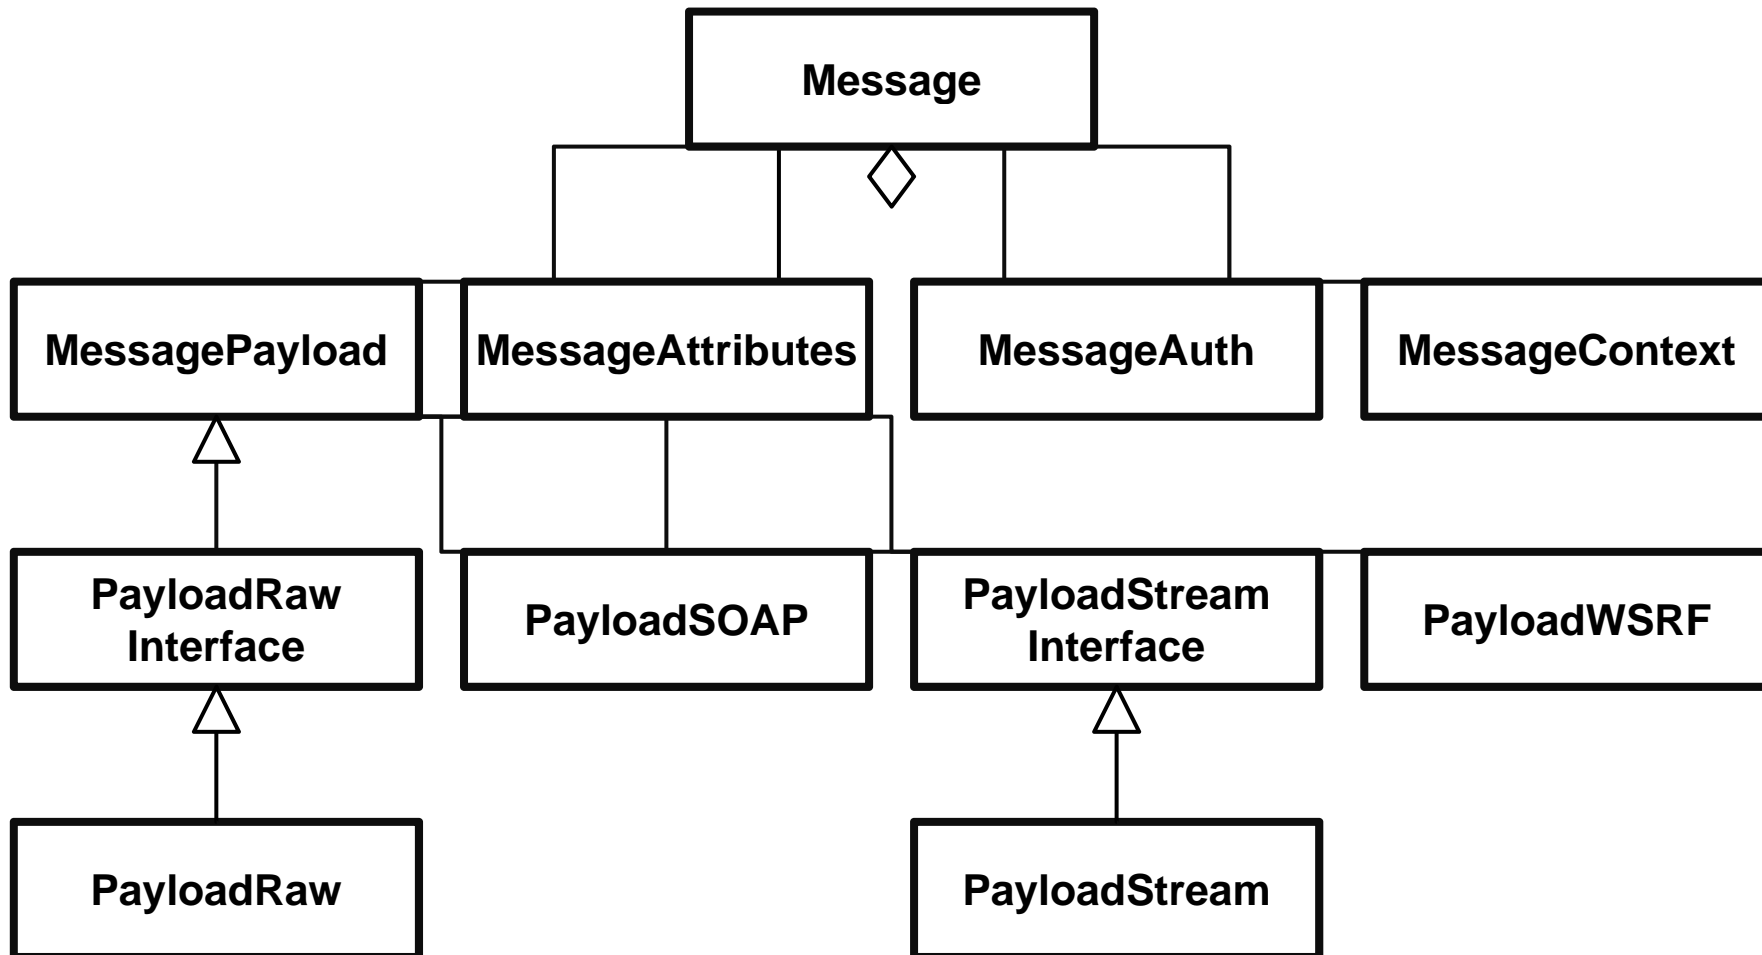 Message
MessagePayload
MessageAttributes
MessageAuth
MessageContext
PayloadRaw
Interface
PayloadSOAP
PayloadStream
Interface
PayloadWSRF
PayloadRaw
PayloadStream